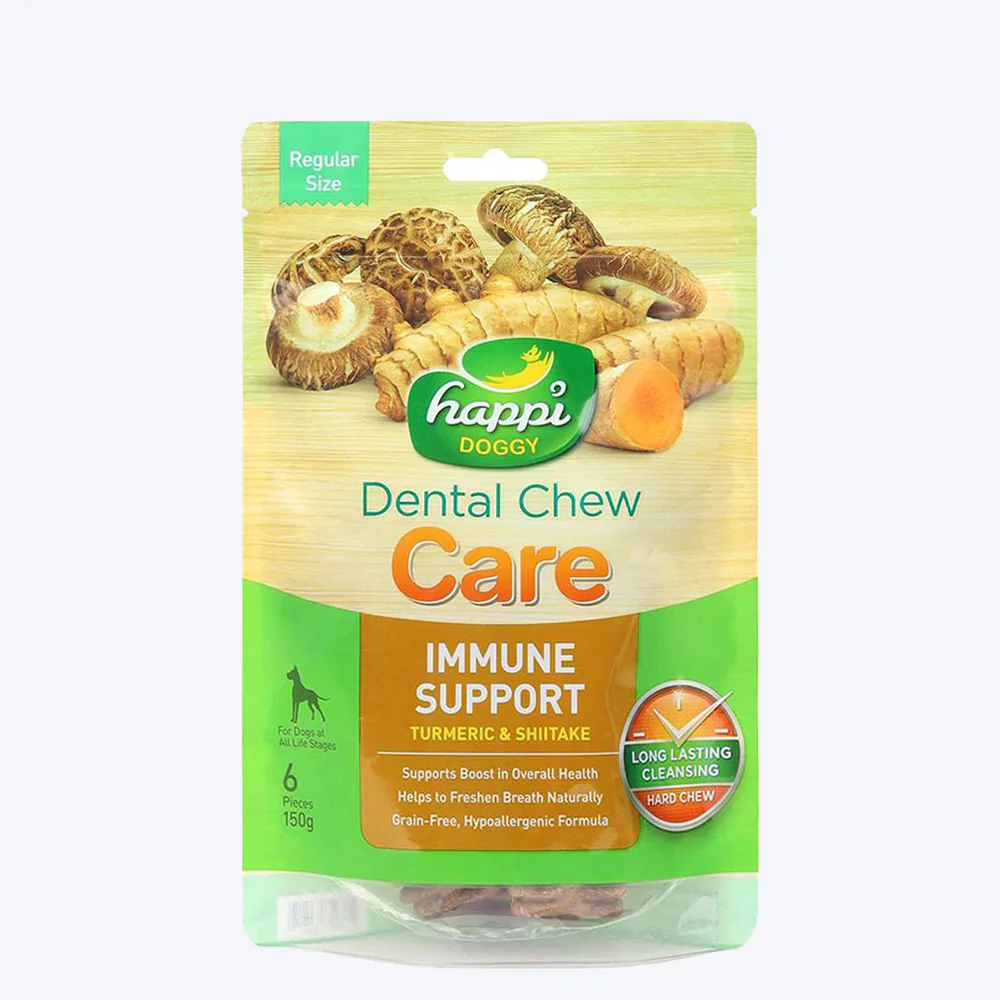 Regular
Size
happi
DOGGY
Dental Chew
Care
IMMUNE
SUPPORT
TURMERIC & SHIITAKE
Supports Boost in Overall Health
Helps to Freshen Breath Naturally
Grain-Free, Hypoallergenic Formula
For Dogs at
All Life Stages
6
Pieces
150g
LONG LASTING
CLEANSING
HARD CHEW